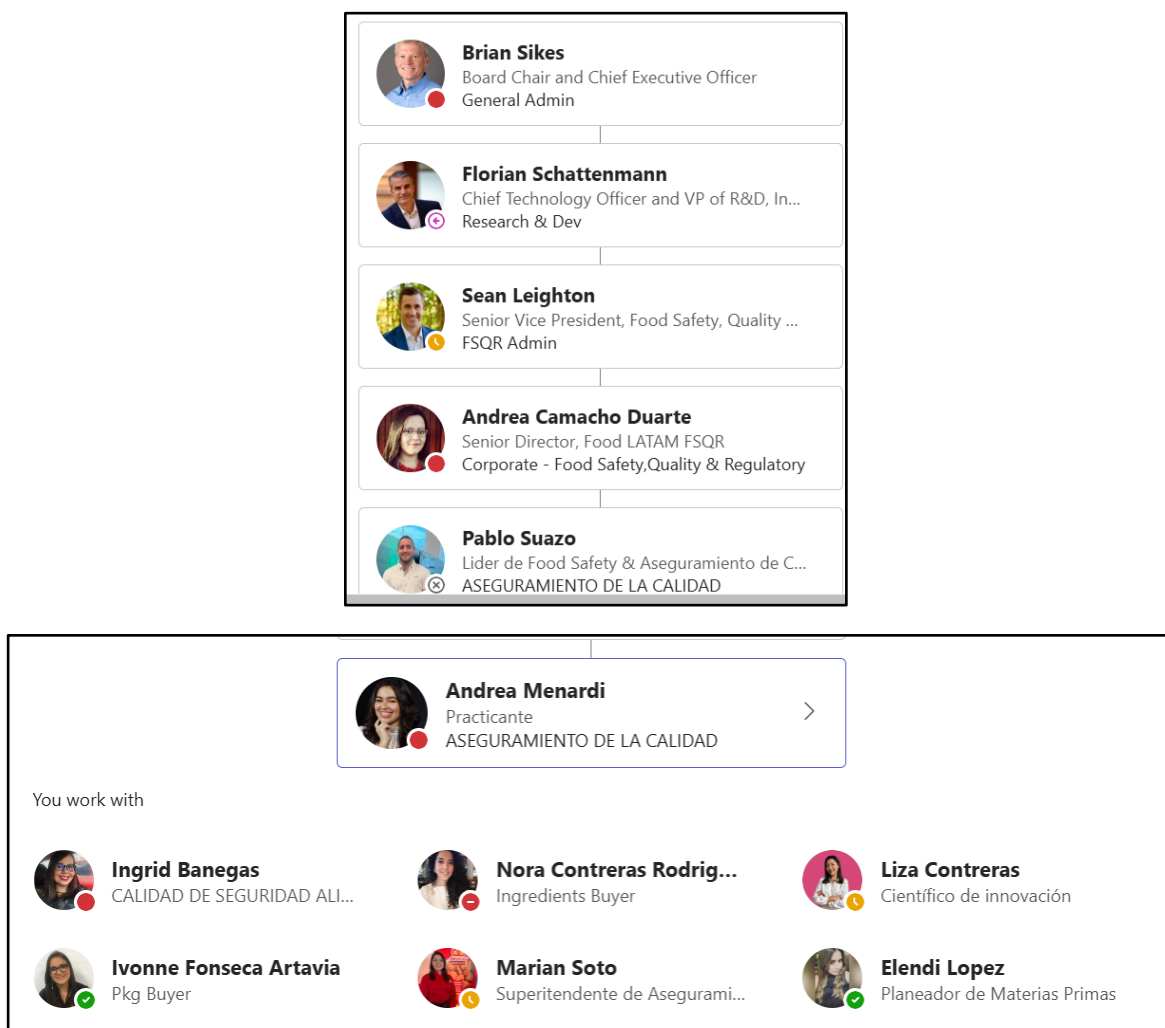 Brian Sikes
Board Chair and Chief Executive Officer
General Admin
Florian Schattenmann
Chief Technology Officer and VP of R&D, In...
Research & Dev
Sean Leighton
Senior Vice President, Food Safety, Quality ...
FSQR Admin
Andrea Camacho Duarte
Senior Director, Food LATAM FSQR
Corporate - Food Safety,Quality & Regulatory
Pablo Suazo
Lider de Food Safety & Aseguramiento de C...
ASEGURAMIENTO DE LA CALIDAD
Andrea Menardi
Practicante
ASEGURAMIENTO DE LA CALIDAD
You work with
Ingrid Banegas
CALIDAD DE SEGURIDAD ALI...
Nora Contreras Rodrig...
Ingredients Buyer
Liza Contreras
Científico de innovación
Ivonne Fonseca Artavia
Pkg Buyer
Marian Soto
Superitendente de Asegurami...
Elendi Lopez
Planeador de Materias Primas